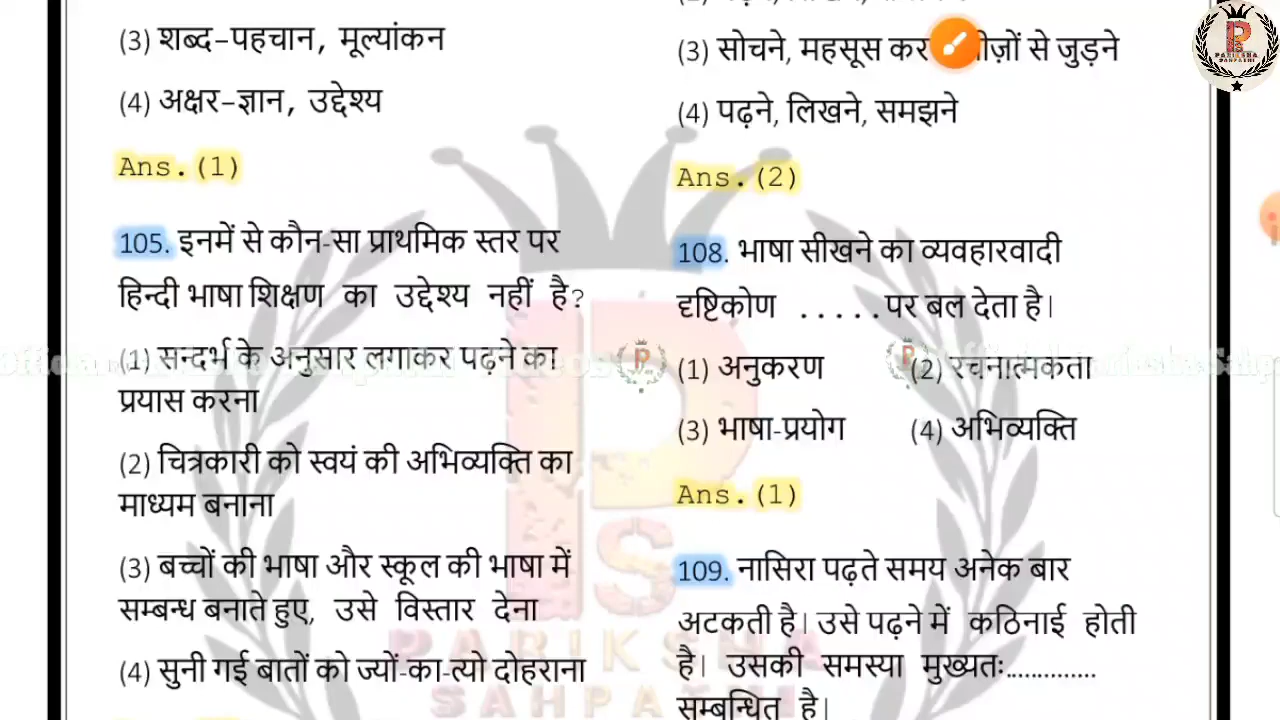 (3) शब्द-पहचान, मूल्यांकन
(4) अक्षर-ज्ञान, उद्देश्य
Ans.(1)
105. इनमें से कौन-सा प्राथमिक स्तर पर
हिन्दी भाषा शिक्षण का उद्देश्य नहीं है?
(1) सन्दर्भ के अनुसार लगाकर पढ़ने का
प्रयास करना
(2) चित्रकारी को स्वयं की अभिव्यक्ति का
माध्यम बनाना
(3) बच्चों की भाषा और स्कूल की भाषा में
सम्बन्ध बनाते हुए, उसे विस्तार देना
(4) सुनी गई बातों को ज्यों-का-त्यो दोहराना
(3) सोचने, महसूस कर से जुड़ने
(4) पढ़ने, लिखने, समझने
Ans.(2)
108. भाषा सीखने का व्यवहारवादी
दृष्टिकोण .....पर बल देता है।
(1) अनुकरण (2) रचनात्मकता
(3) भाषा-प्रयोग (4) अभिव्यक्ति
Ans.(1)
109. नासिरा पढ़ते समय अनेक बार
अटकती है। उसे पढ़ने में कठिनाई होती
है। उसकी समस्या मुख्यतः..............
सम्बन्धित है।
PARIKSHA
SAHPATHI
PARIKSHA
SAHPATHI